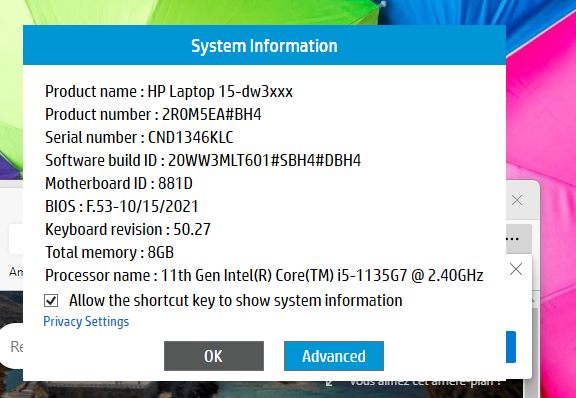 System Information
Product name : HP Laptop 15-dw3xxx
Product number : 2R0M5EA#BH4
Serial number : CND1346KLC
Software build ID : 20WW3MLT601#SBH4#DBH4
Motherboard ID : 881D
BIOS : F.53-10/15/2021
Keyboard revision : 50.27
Total memory : 8GB
Processor name : 11th Gen Intel(R) Core(TM) i5-1135G7 @ 2.40GHz
Allow the shortcut key to show system information
Privacy Settings
OK
Advanced
Vous aimez cet arrière-plan ?